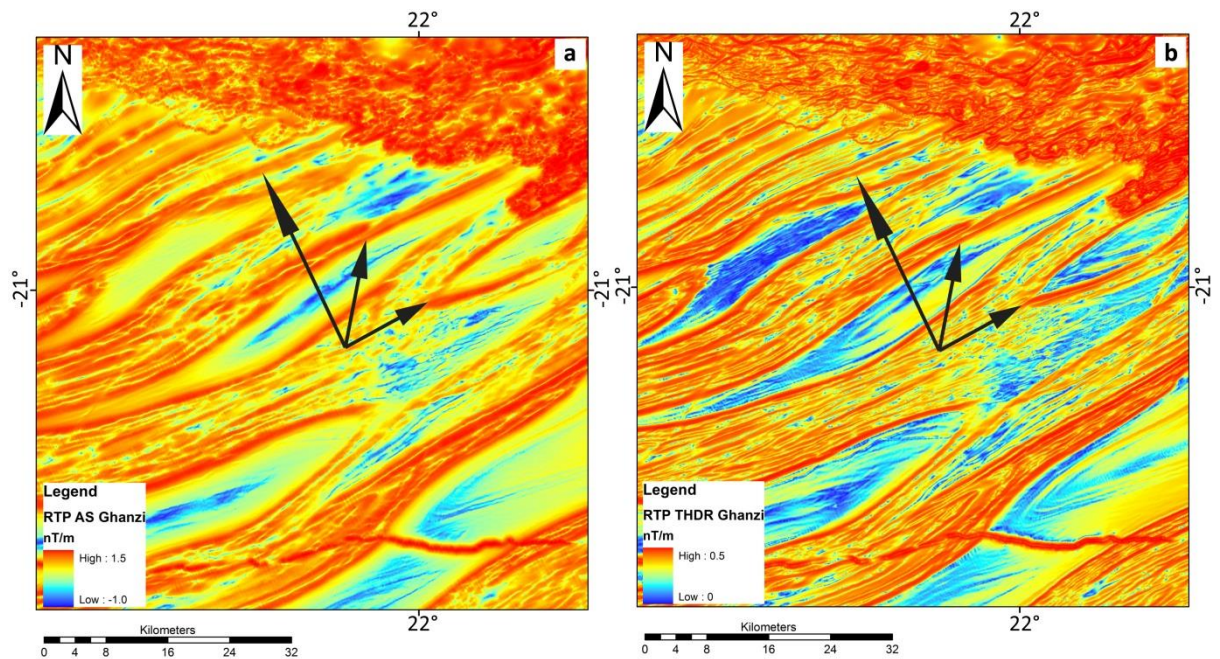 22°
22°
N
a
N
b
-21°
-21°
-21°
-21°
Legend
RTP AS Ghanzi
nT/m
High : 1.5
Low : -1.0
Legend
RTP THDR Ghanzi
nT/m
High : 0.5
Low : 0
22°
22°
Kilometers
0 4 8 16 24 32
Kilometers
0 4 8 16 24 32